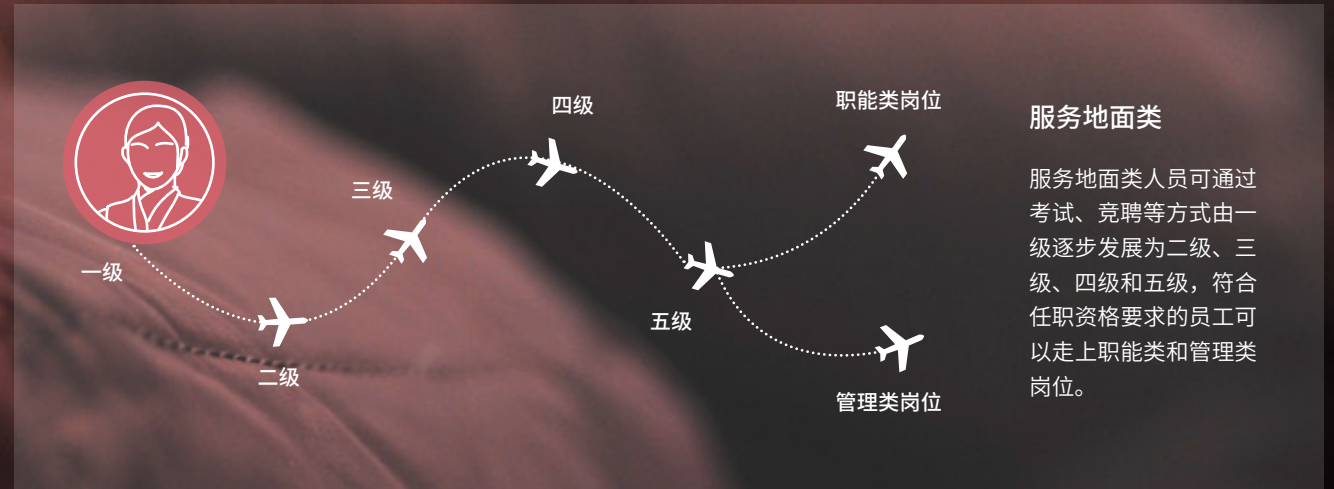 四级
职能类岗位
三级
一级
二级
五级
管理类岗位
服务地面类
服务地面类人员可通过
考试、竞聘等方式由一
级逐步发展为二级、三
级、四级和五级，符合
任职资格要求的员工可
以走上职能类和管理类
岗位。